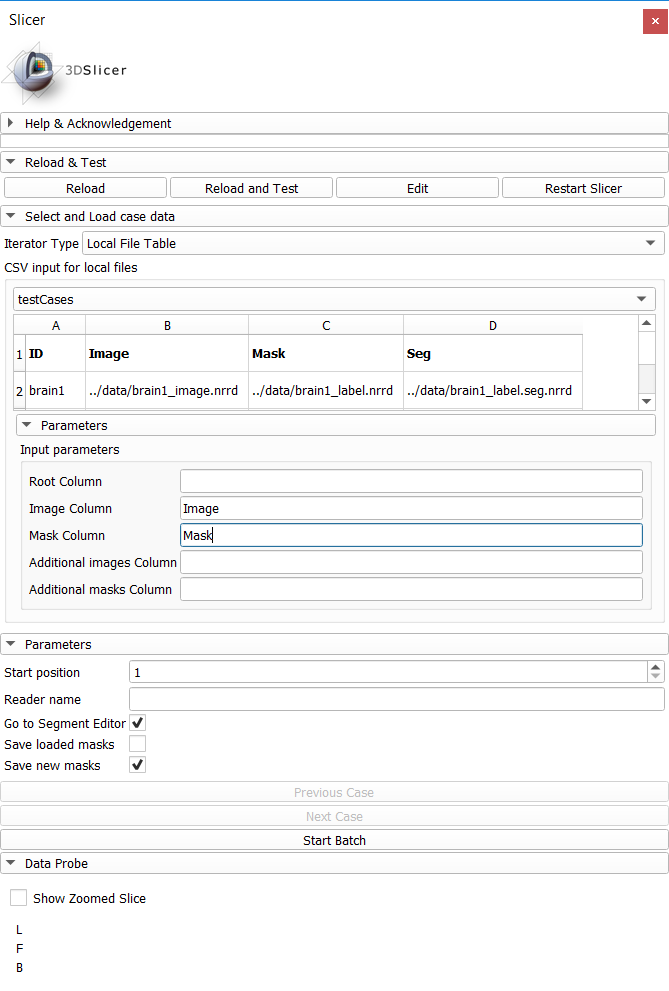 Slicer
3DSlicer
Help & Acknowledgement
Reload & Test
Reload Reload and Test Edit Restart Slicer
Select and Load case data
Iterator Type Local File Table
CSV input for local files
testCases
A B C D
1 ID Image Mask Seg
2 brain1 ../data/brain1_image.nrrd ../data/brain1_label.nrrd ../data/brain1_label.seg.nrrd
Parameters
Input parameters
Root Column
Image Column Image
Mask Column Mask
Additional images Column
Additional masks Column
Parameters
Start position 1
Reader name
Go to Segment Editor
Save loaded masks
Save new masks
Previous Case
Next Case
Start Batch
Data Probe
Show Zoomed Slice
L
F
B